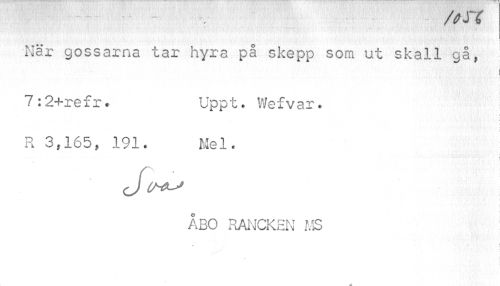 1056
När gossarna tar hyra på skepp som ut skall gå,
7:2+refr. Uppt. Wefvar.
R 3,165, 191. Mel.
ÅBO RANCKEN MS